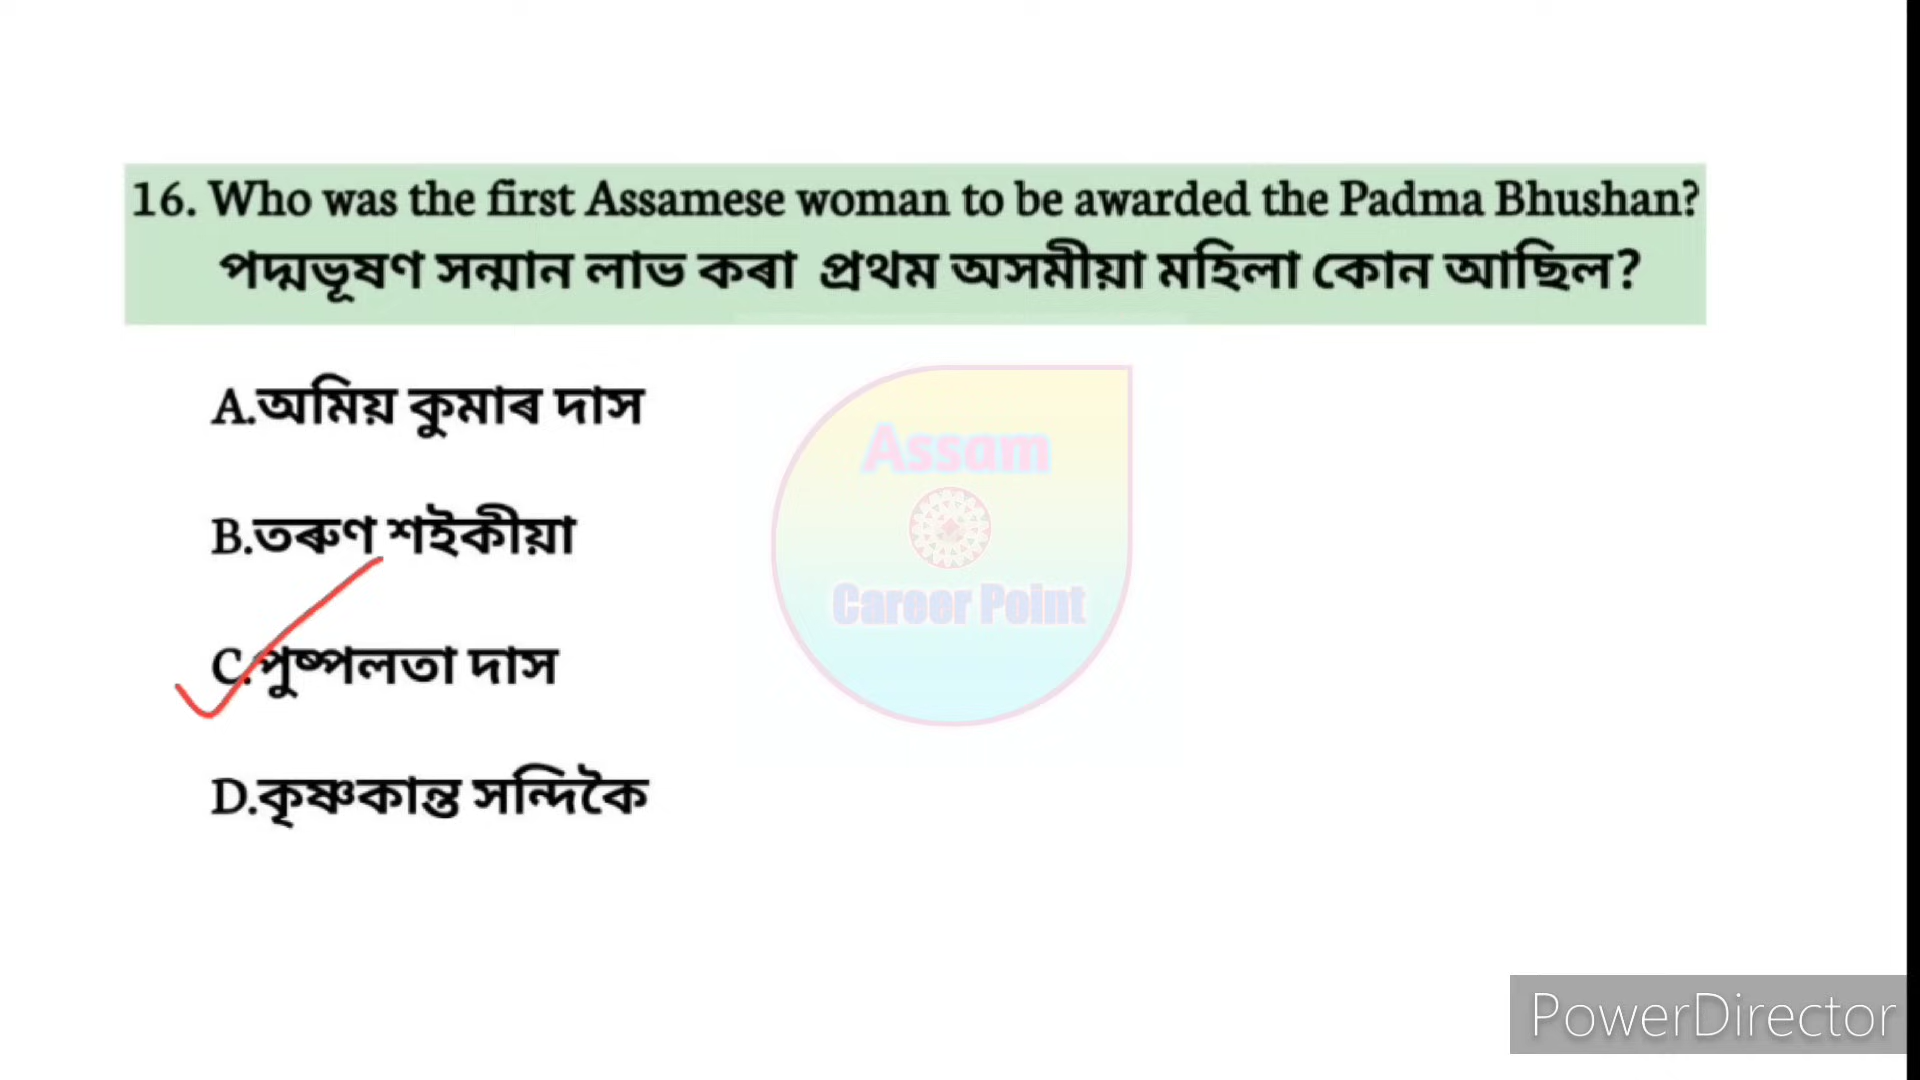 16. Who was the first Assamese woman to be awarded the Padma Bhushan?
পদ্মভূষণ সন্মান লাভ কৰা প্ৰথম অসমীয়া মহিলা কোন আছিল?
A.অমিয় কুমাৰ দাস
Assam
B.তৰুণ শইকীয়া
Career Point
C.পুষ্পলতা দাস
D.কৃষ্ণকান্ত সন্দিকৈ
PowerDirector